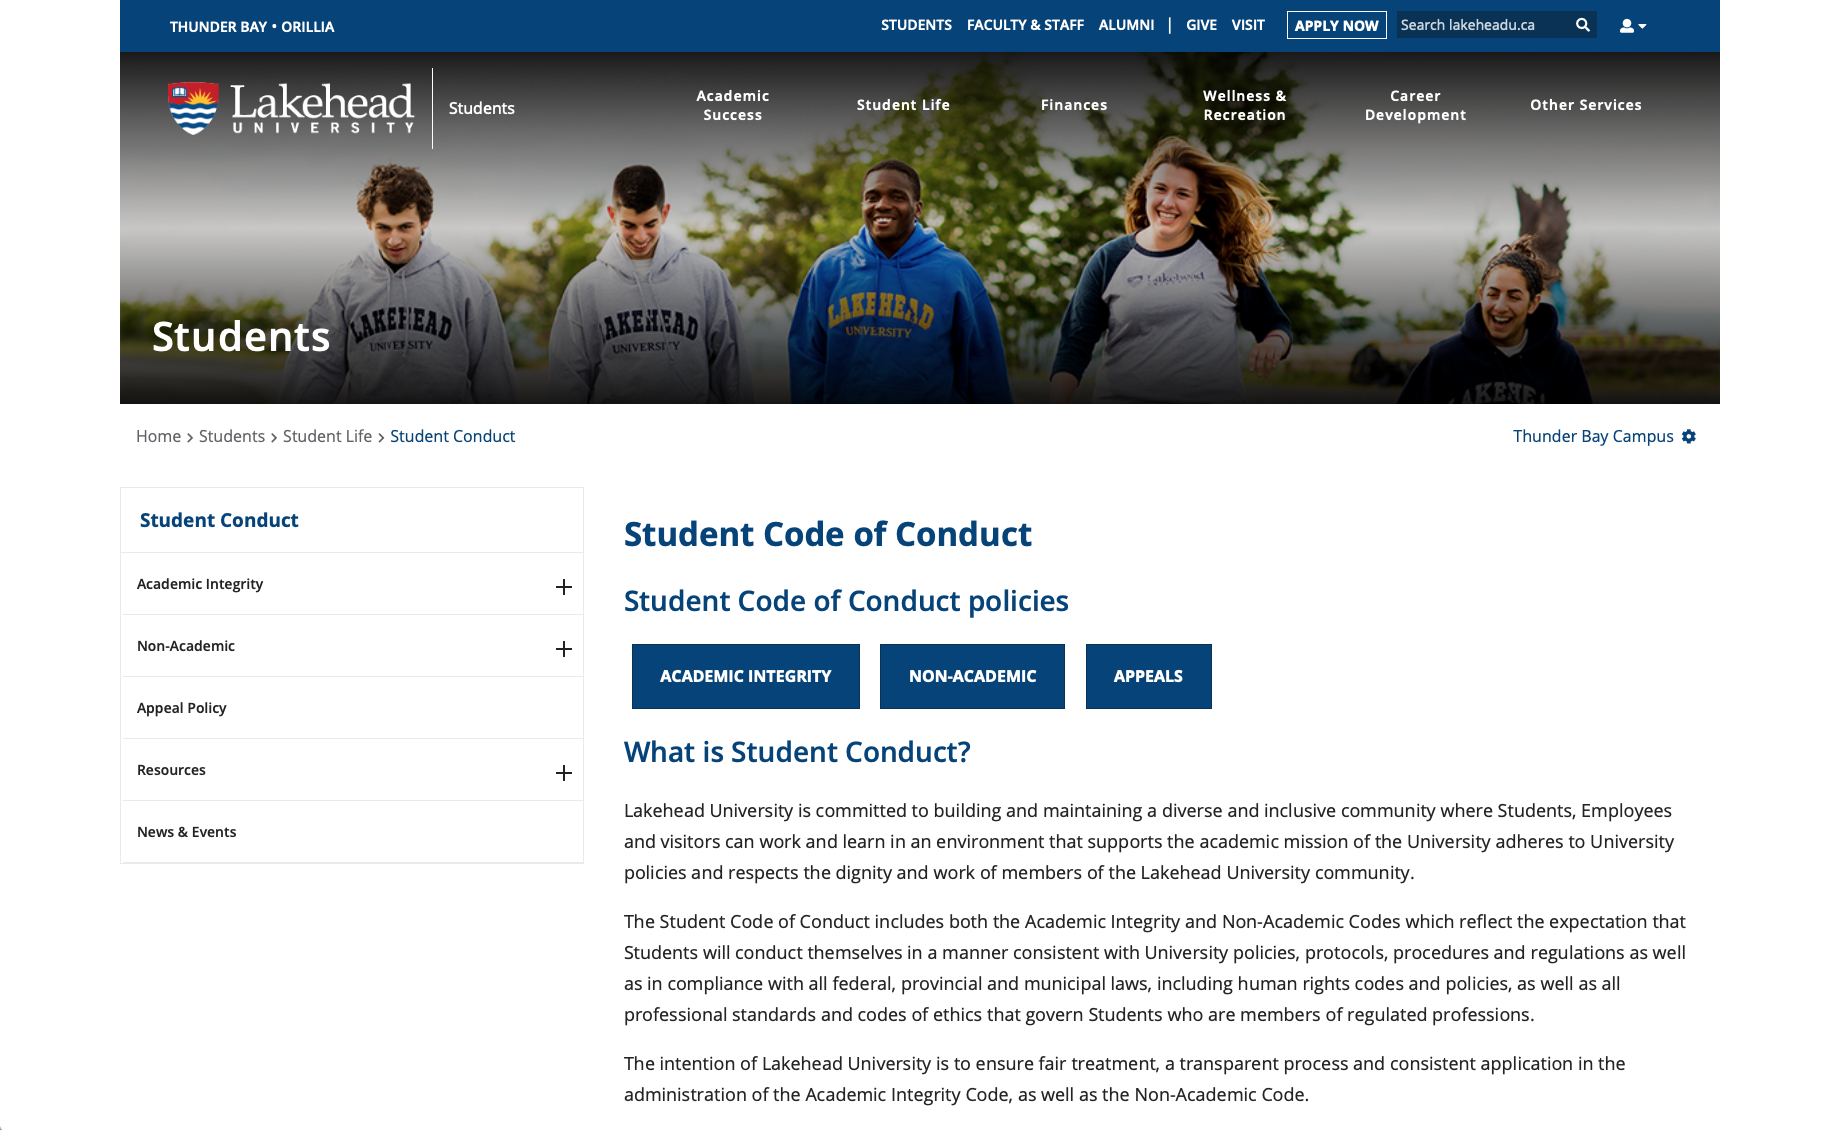 THUNDER BAY • ORILLIA
STUDENTS FACULTY & STAFF ALUMNI | GIVE VISIT APPLY NOW Search lakeheadu.ca
Lakehead
UNIVERSITY
Students
Academic
Success
Student Life
Finances
Wellness &
Recreation
Career
Development
Other Services
LAKEHEAD
UNIVERSITY
LAKEHEAD
UNIVERSITY
LAKEHEAD
UNIVERSITY
Lakehead
LAKEHEAD
Students
Home > Students > Student Life > Student Conduct
Thunder Bay Campus
Student Conduct
Academic Integrity
Non-Academic
Appeal Policy
Resources
News & Events
Student Code of Conduct
Student Code of Conduct policies
ACADEMIC INTEGRITY NON-ACADEMIC APPEALS
What is Student Conduct?
Lakehead University is committed to building and maintaining a diverse and inclusive community where Students, Employees
and visitors can work and learn in an environment that supports the academic mission of the University adheres to University
policies and respects the dignity and work of members of the Lakehead University community.
The Student Code of Conduct includes both the Academic Integrity and Non-Academic Codes which reflect the expectation that
Students will conduct themselves in a manner consistent with University policies, protocols, procedures and regulations as well
as in compliance with all federal, provincial and municipal laws, including human rights codes and policies, as well as all
professional standards and codes of ethics that govern Students who are members of regulated professions.
The intention of Lakehead University is to ensure fair treatment, a transparent process and consistent application in the
administration of the Academic Integrity Code, as well as the Non-Academic Code.